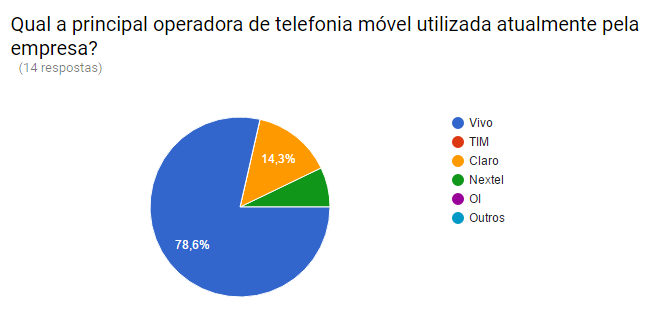 Qual a principal operadora de telefonia móvel utilizada atualmente pela
empresa?
(14 respostas)
Vivo
TIM
14,3%
Claro
Nextel
OI
Outros
78,6%